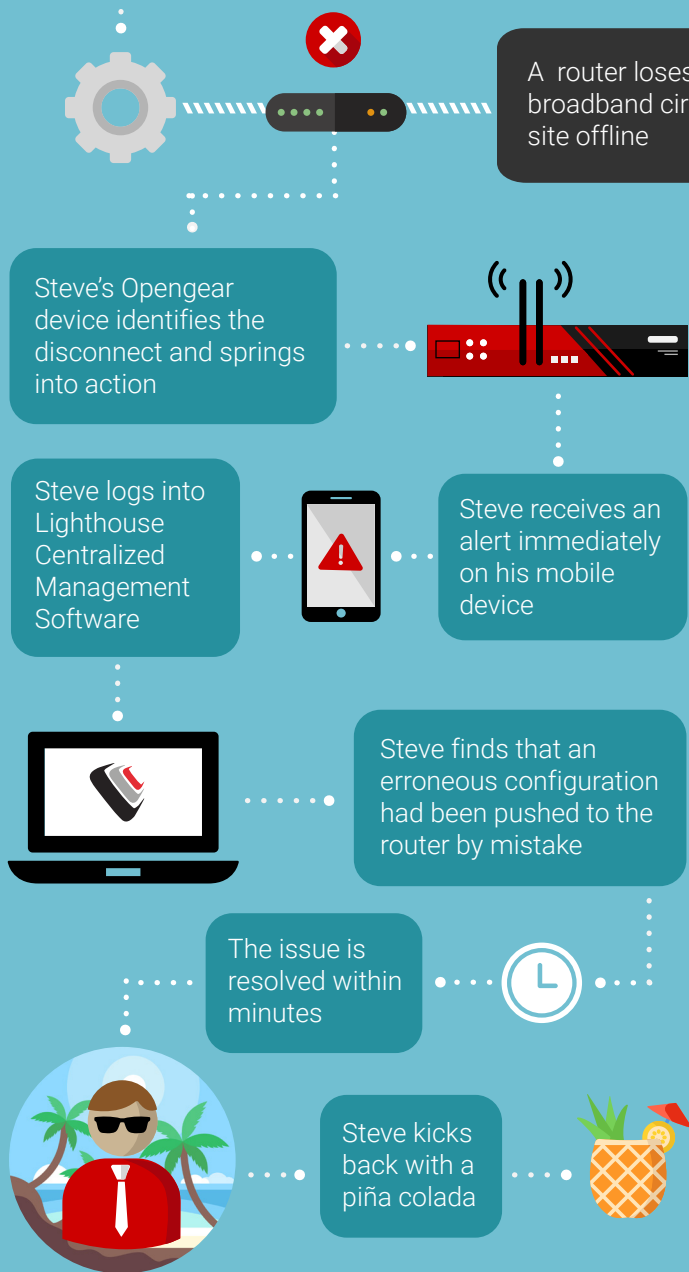 A router loses
broadband cir
site offline
Steve's Opengear
device identifies the
disconnect and springs
into action
Steve receives an
alert immediately
on his mobile
device
Steve logs into
Lighthouse
Centralized
Management
Software
Steve finds that an
erroneous configuration
had been pushed to the
router by mistake
The issue is
resolved within
minutes
Steve kicks
back with a
piña colada